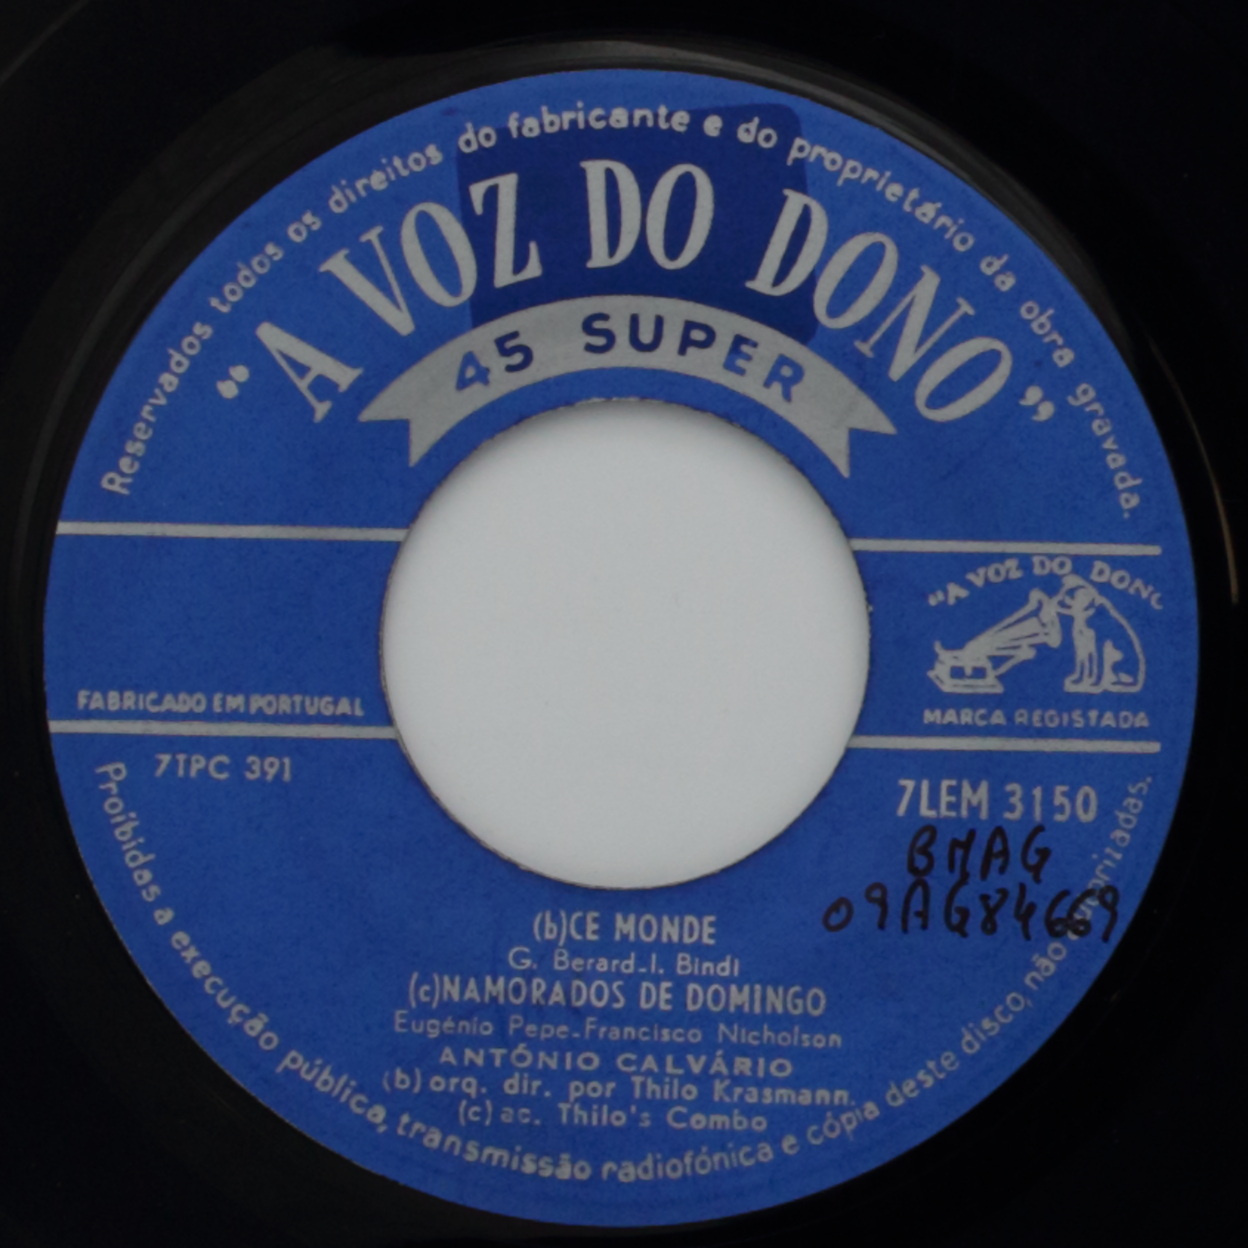 Reservados todos os direitos do fabricante e do proprietário da obra gravada.
"A VOZ DO DONO"
45 SUPER
"A VOZ DO DONO
FABRICADO EM PORTUGAL
MARCA REGISTADA
7TPC 391
7LEM 3150
BMAG
09AG84669
(b)CE MONDE
G. Berard-I. Bindi
(c)NAMORADOS DE DOMINGO
Eugénio Pepe-Francisco Nicholson
ANTÓNIO CALVÁRIO
(b) orq. dir. por Thilo Krasmann.
(c) ac. Thilo's Combo
Proibidas a execução pública, transmissão radiofónica e cópia deste disco, não autorizadas.